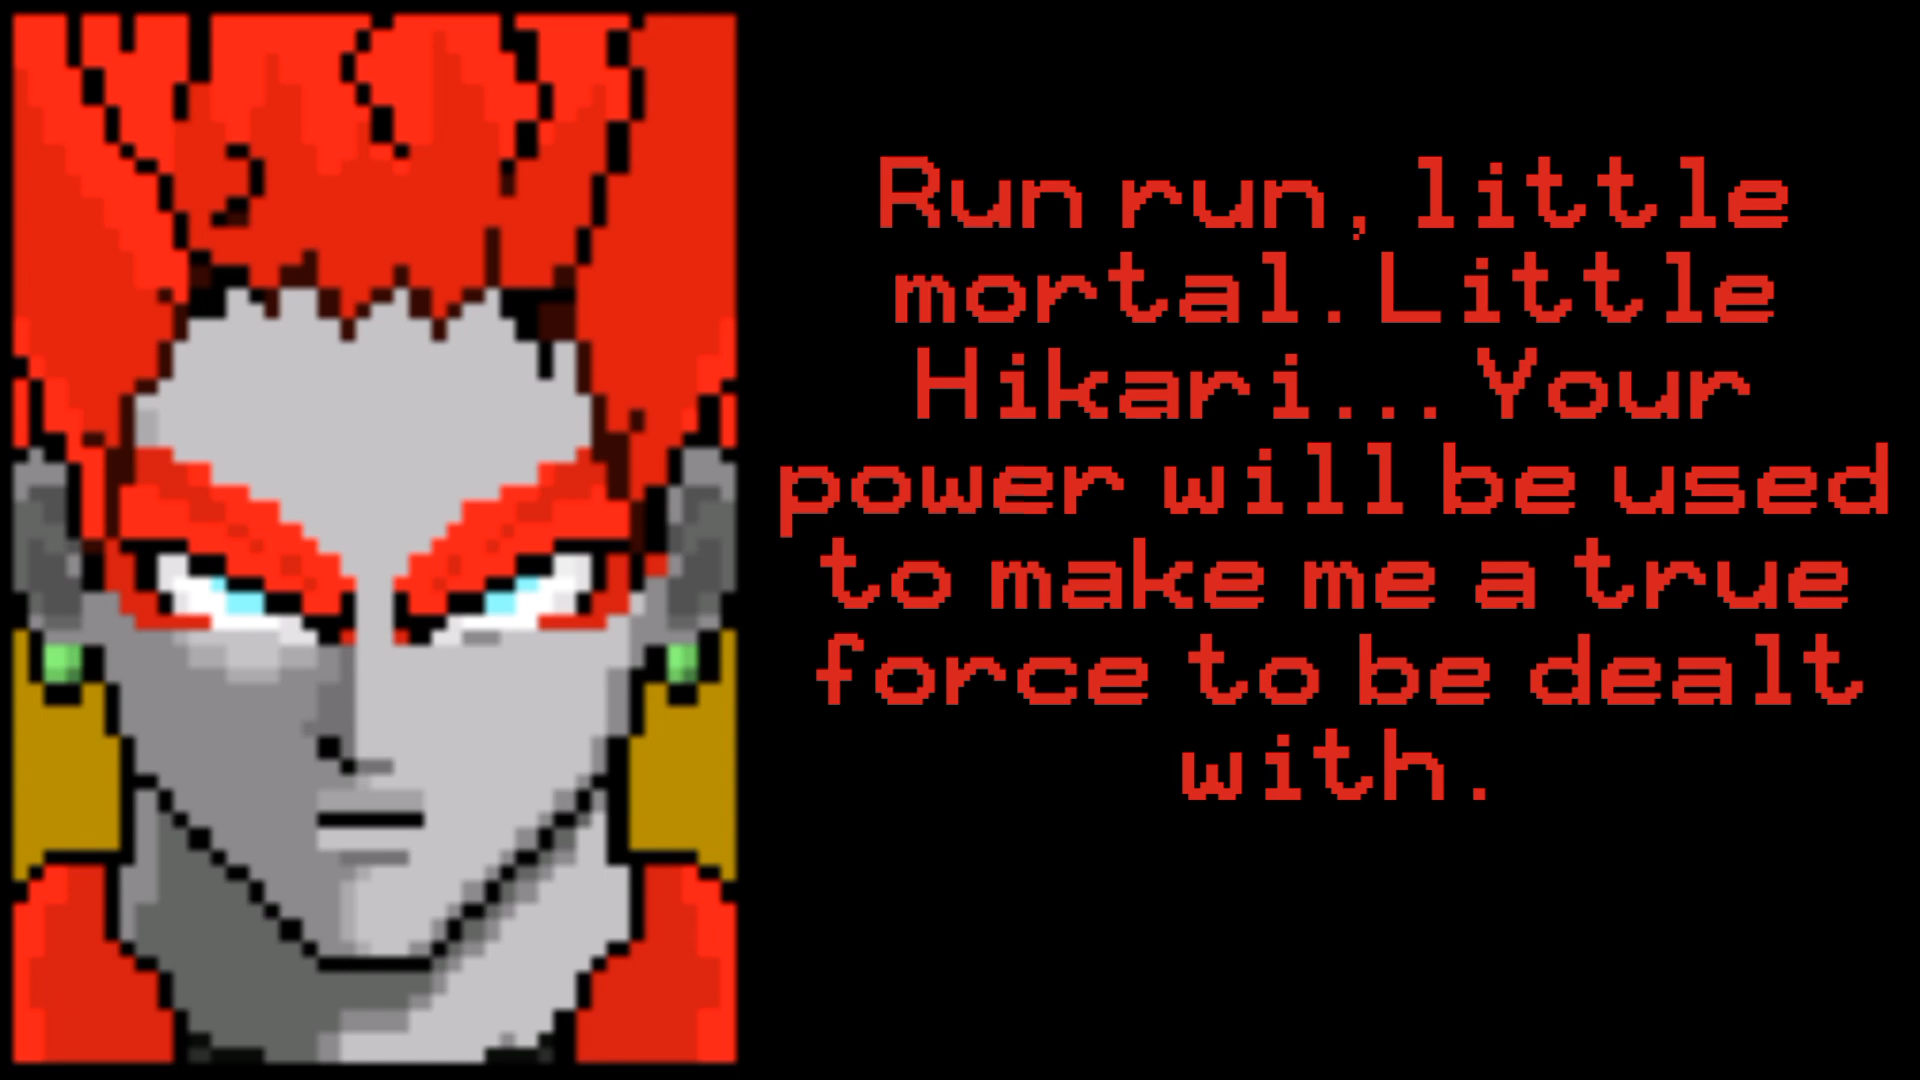 Run run, little
mortal. Little
Hikari... Your
power will be used
to make me a true
force to be dealt
with.